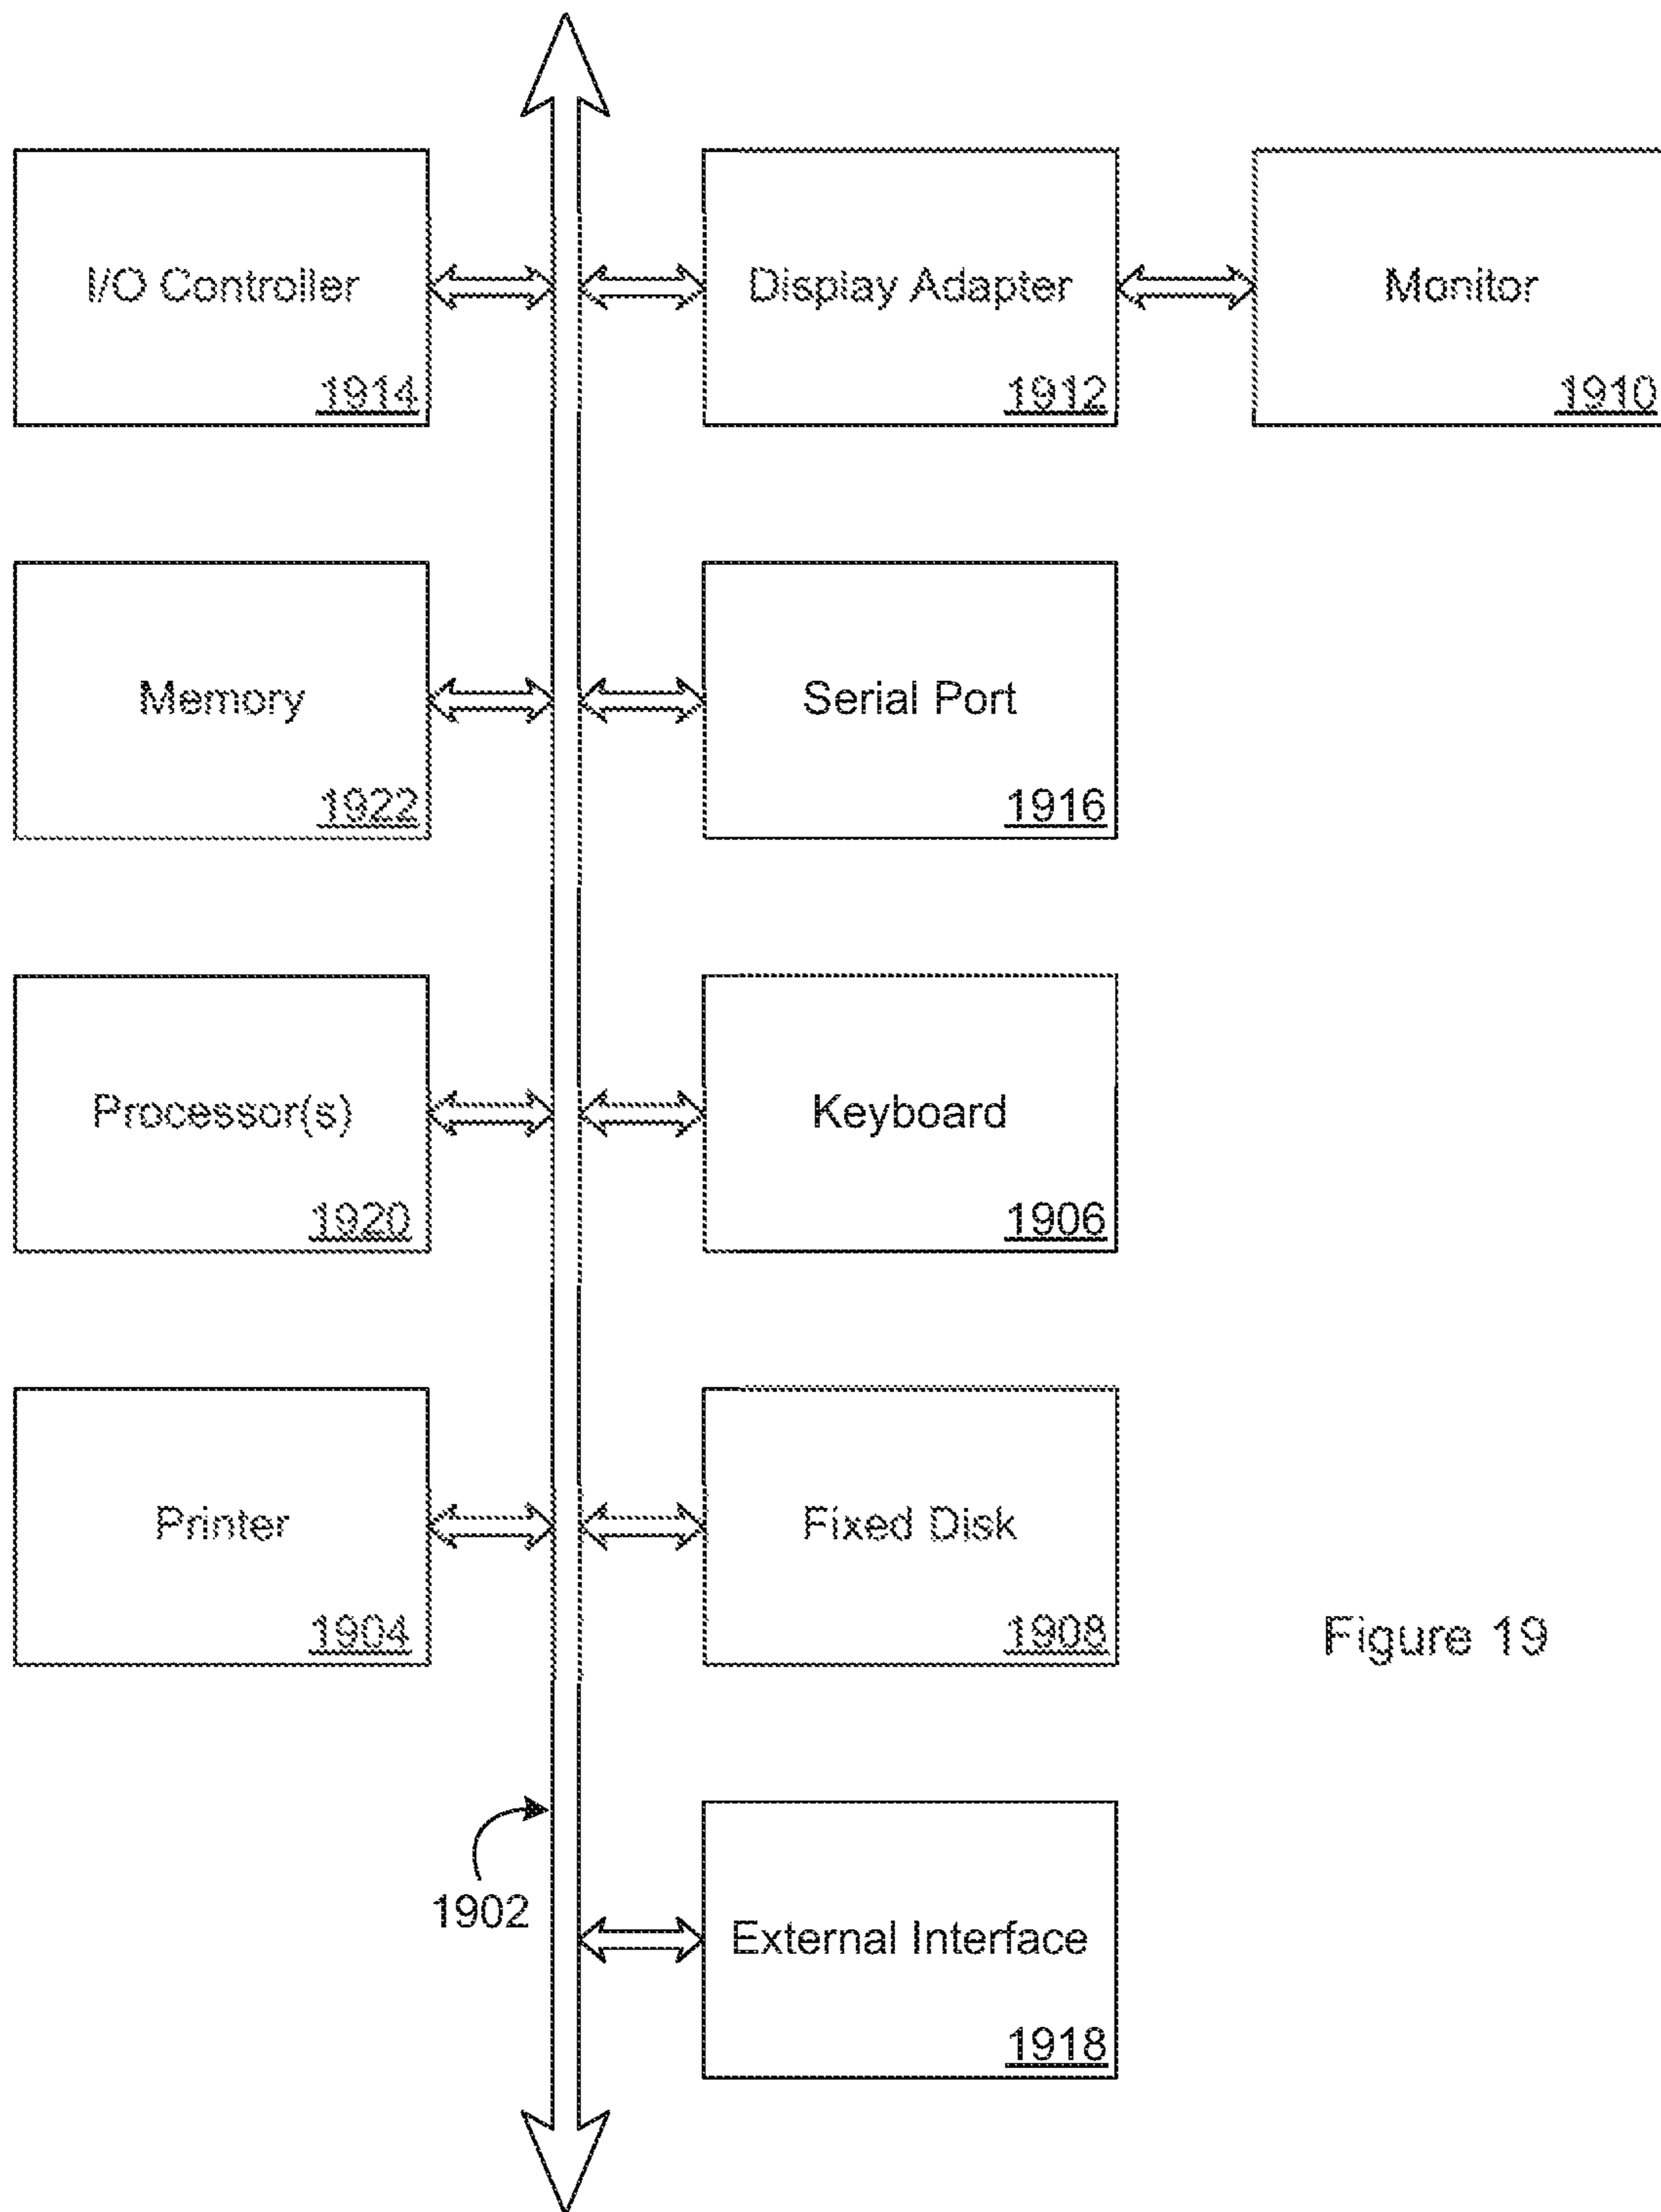 I/O Controller
1914
Display Adapter
1912
Monitor
1910
Memory
1922
Serial Port
1916
Processor(s)
1920
Keyboard
1906
Printer
1904
Fixed Disk
1908
Figure 19
1902
External Interface
1918